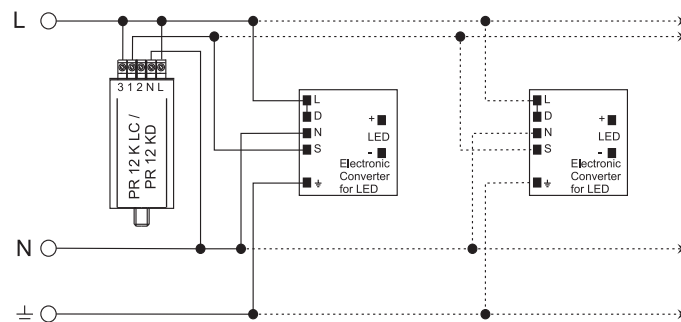 L
3 1 2 N L
PR 12 K LC /
PR 12 KD
L
D
N
S
+
LED
-
Electronic
Converter
for LED
L
D
N
S
+
LED
-
Electronic
Converter
for LED
N